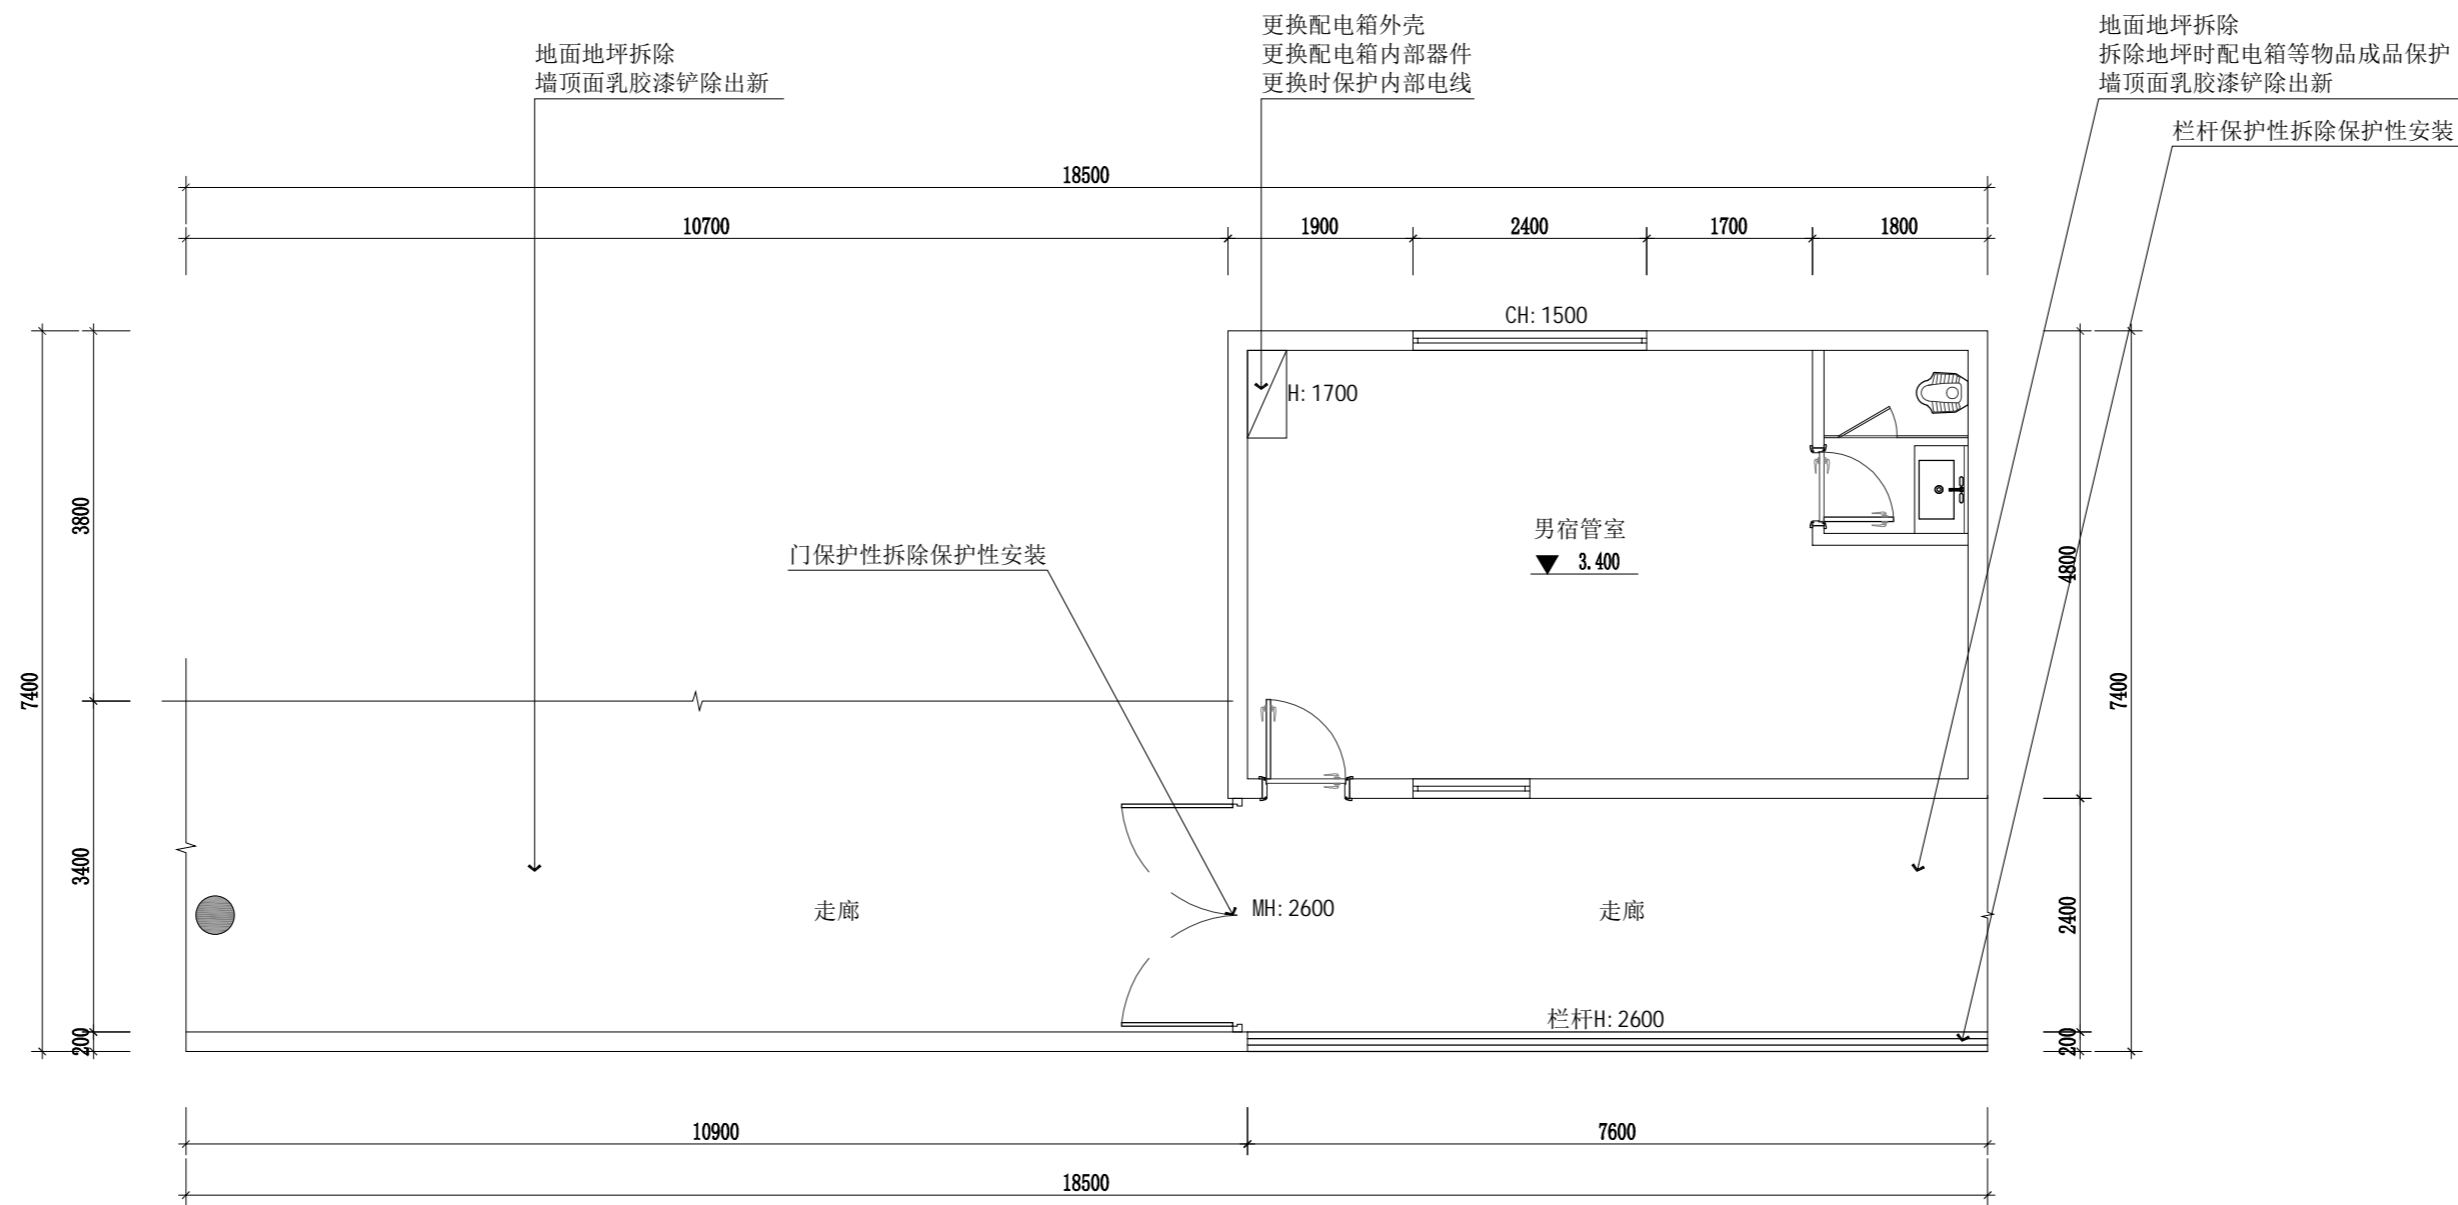 更换配电箱外壳
更换配电箱内部器件
更换时保护内部电线
地面地坪拆除
墙顶面乳胶漆铲除出新
地面地坪拆除
拆除地坪时配电箱等物品成品保护
墙顶面乳胶漆铲除出新
栏杆保护性拆除保护性安装
18500
10700
1900
2400
1700
1800
CH:1500
H:1700
3800
男宿管室
3.400
门保护性拆除保护性安装
4800
7400
7400
3400
走廊
MH:2600
走廊
2400
栏杆H:2600
200
200
10900
7600
18500